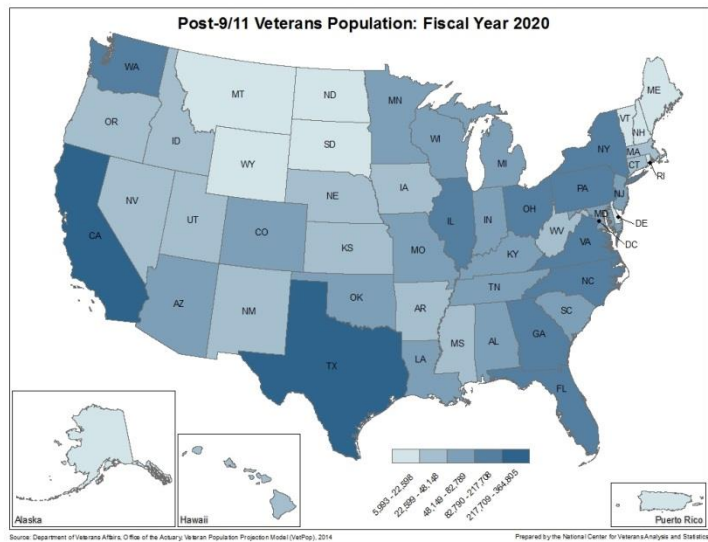 Post-9/11 Veterans Population: Fiscal Year 2020
WA
MT
ND
MN
ME
VT
NH
OR
ID
WY
SD
WI
MI
NY
MA
CT
RI
NV
UT
CO
NE
IA
IL
IN
OH
PA
NJ
MD
DE
DC
CA
KS
MO
KY
WV
VA
AZ
NM
OK
AR
TN
NC
SC
TX
LA
MS
AL
GA
FL
Alaska
Hawaii
5,993 - 22,598
22,599 - 48,148
48,149 - 82,789
82,790 - 217,708
217,709 - 364,805
Puerto Rico
Source: Department of Veterans Affairs, Office of the Actuary, Veteran Population Projection Model (VetPop), 2014
Prepared by the National Center for Veterans Analysis and Statistics